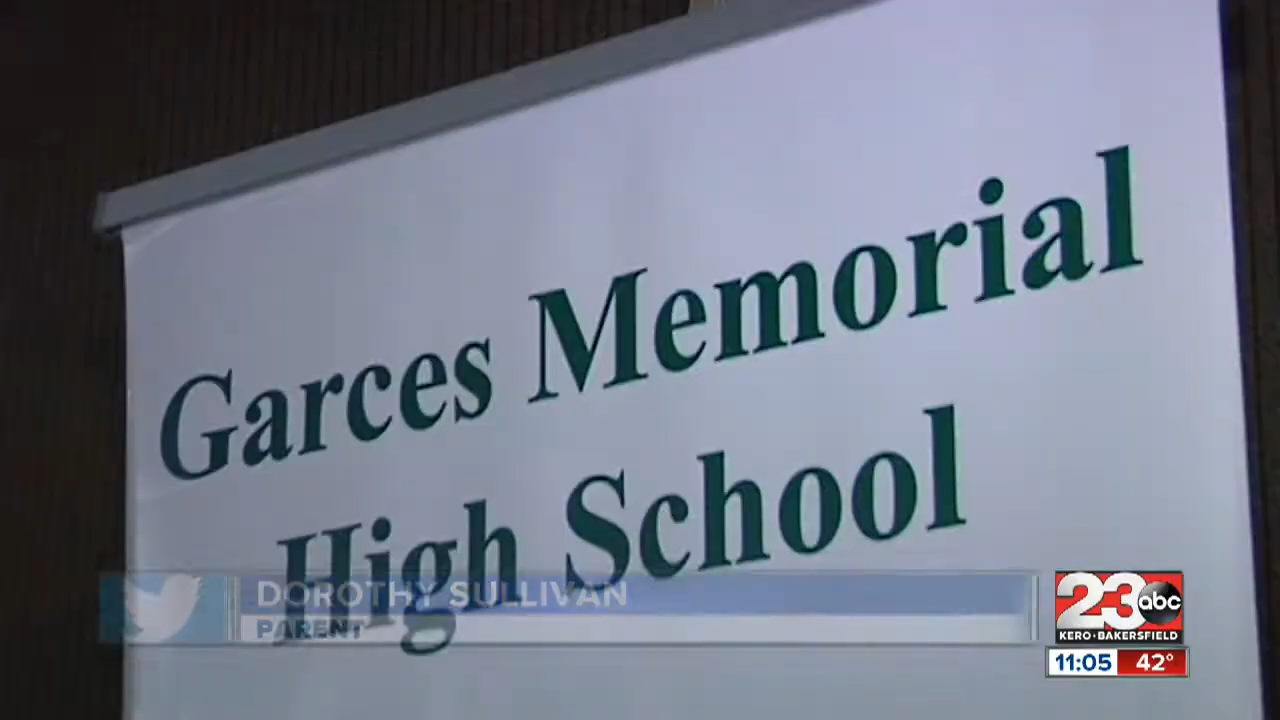 Garces Memorial
High School
DOROTHY SULLIVAN
PARENT
23 abc
KERO·BAKERSFIELD
11:05 42°